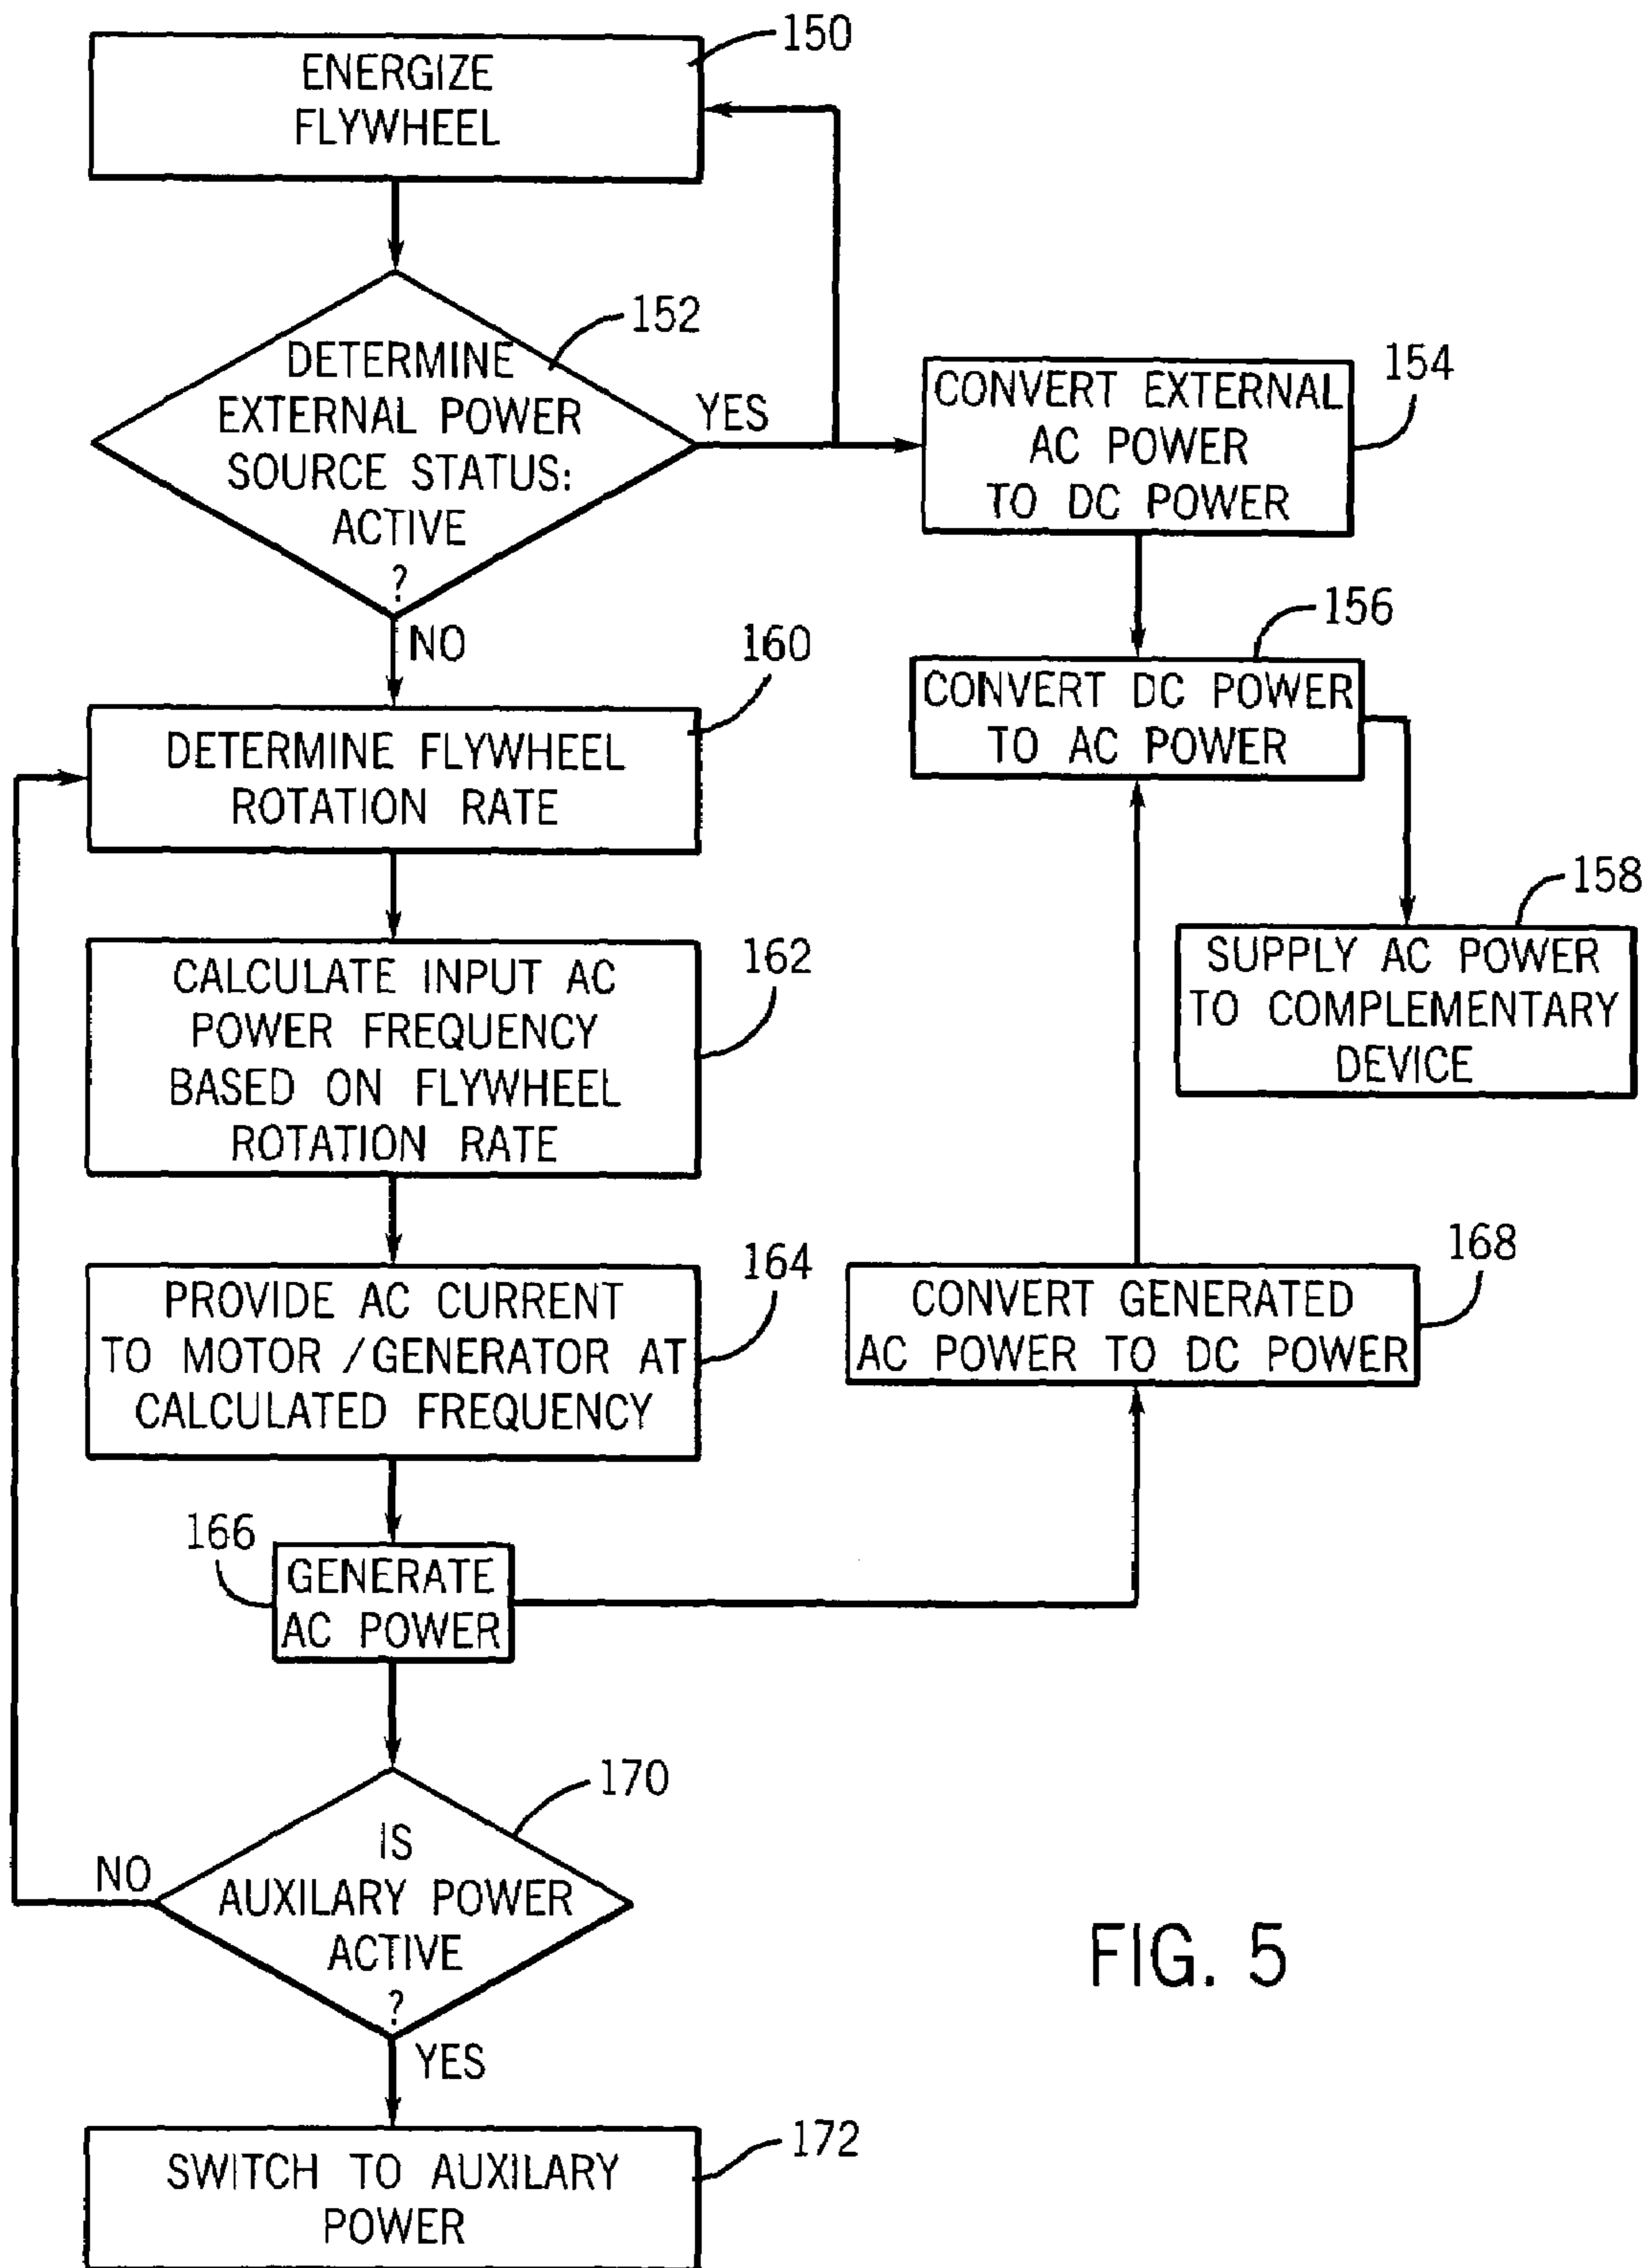 150
ENERGIZE
FLYWHEEL
152
DETERMINE
EXTERNAL POWER
SOURCE STATUS:
ACTIVE
?
YES
NO
154
CONVERT EXTERNAL
AC POWER
TO DC POWER
156
CONVERT DC POWER
TO AC POWER
158
SUPPLY AC POWER
TO COMPLEMENTARY
DEVICE
160
DETERMINE FLYWHEEL
ROTATION RATE
162
CALCULATE INPUT AC
POWER FREQUENCY
BASED ON FLYWHEEL
ROTATION RATE
164
PROVIDE AC CURRENT
TO MOTOR /GENERATOR AT
CALCULATED FREQUENCY
168
CONVERT GENERATED
AC POWER TO DC POWER
166
GENERATE
AC POWER
170
IS
AUXILARY POWER
ACTIVE
?
NO
YES
172
SWITCH TO AUXILARY
POWER
FIG. 5